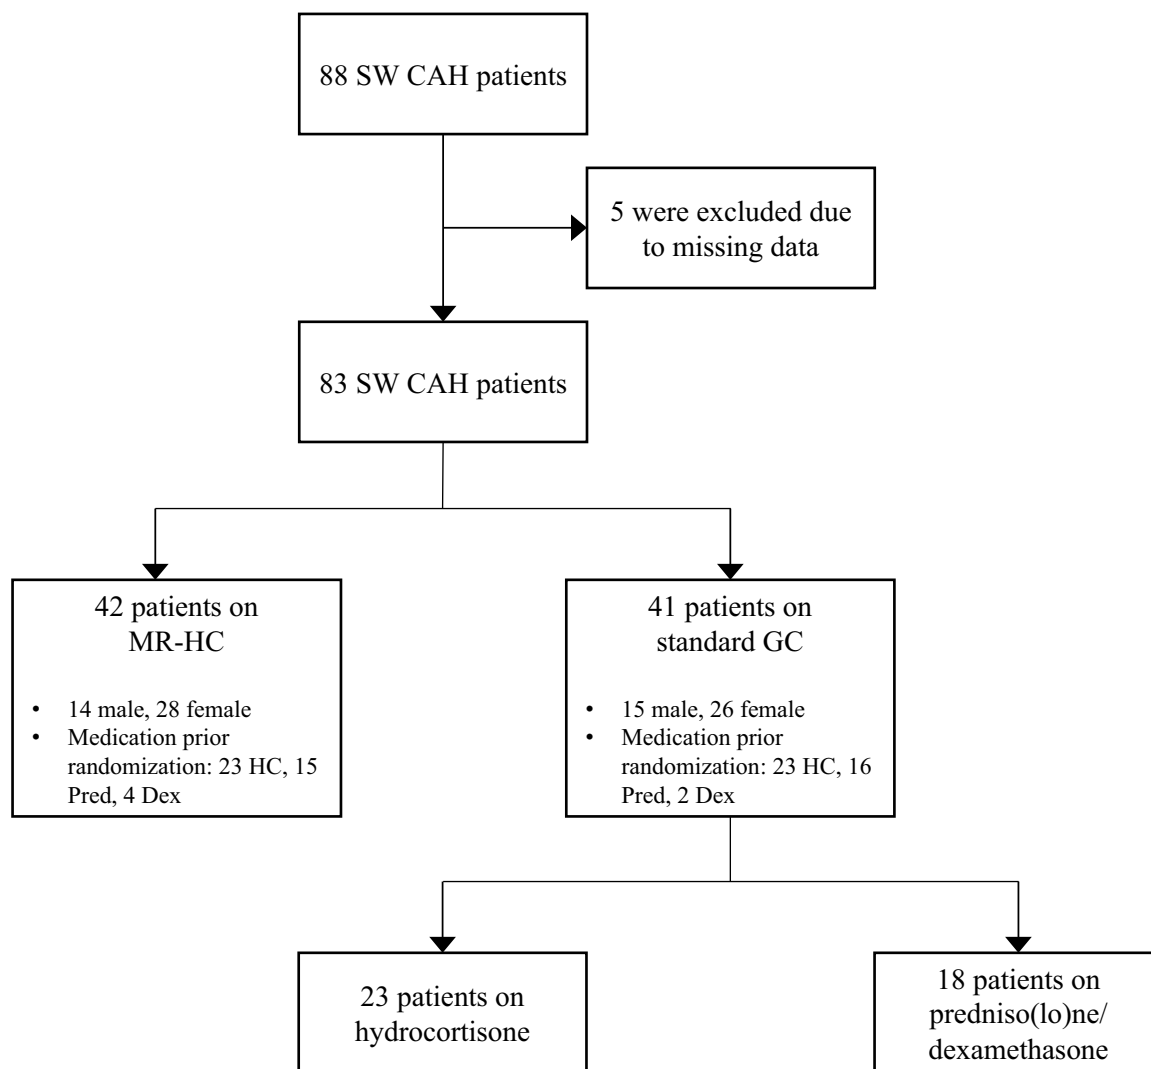 88 SW CAH patients
5 were excluded due
to missing data
83 SW CAH patients
42 patients on
MR-HC
• 14 male, 28 female
• Medication prior
randomization: 23 HC, 15
Pred, 4 Dex
41 patients on
standard GC
• 15 male, 26 female
• Medication prior
randomization: 23 HC, 16
Pred, 2 Dex
23 patients on
hydrocortisone
18 patients on
predniso(lo)ne/
dexamethasone